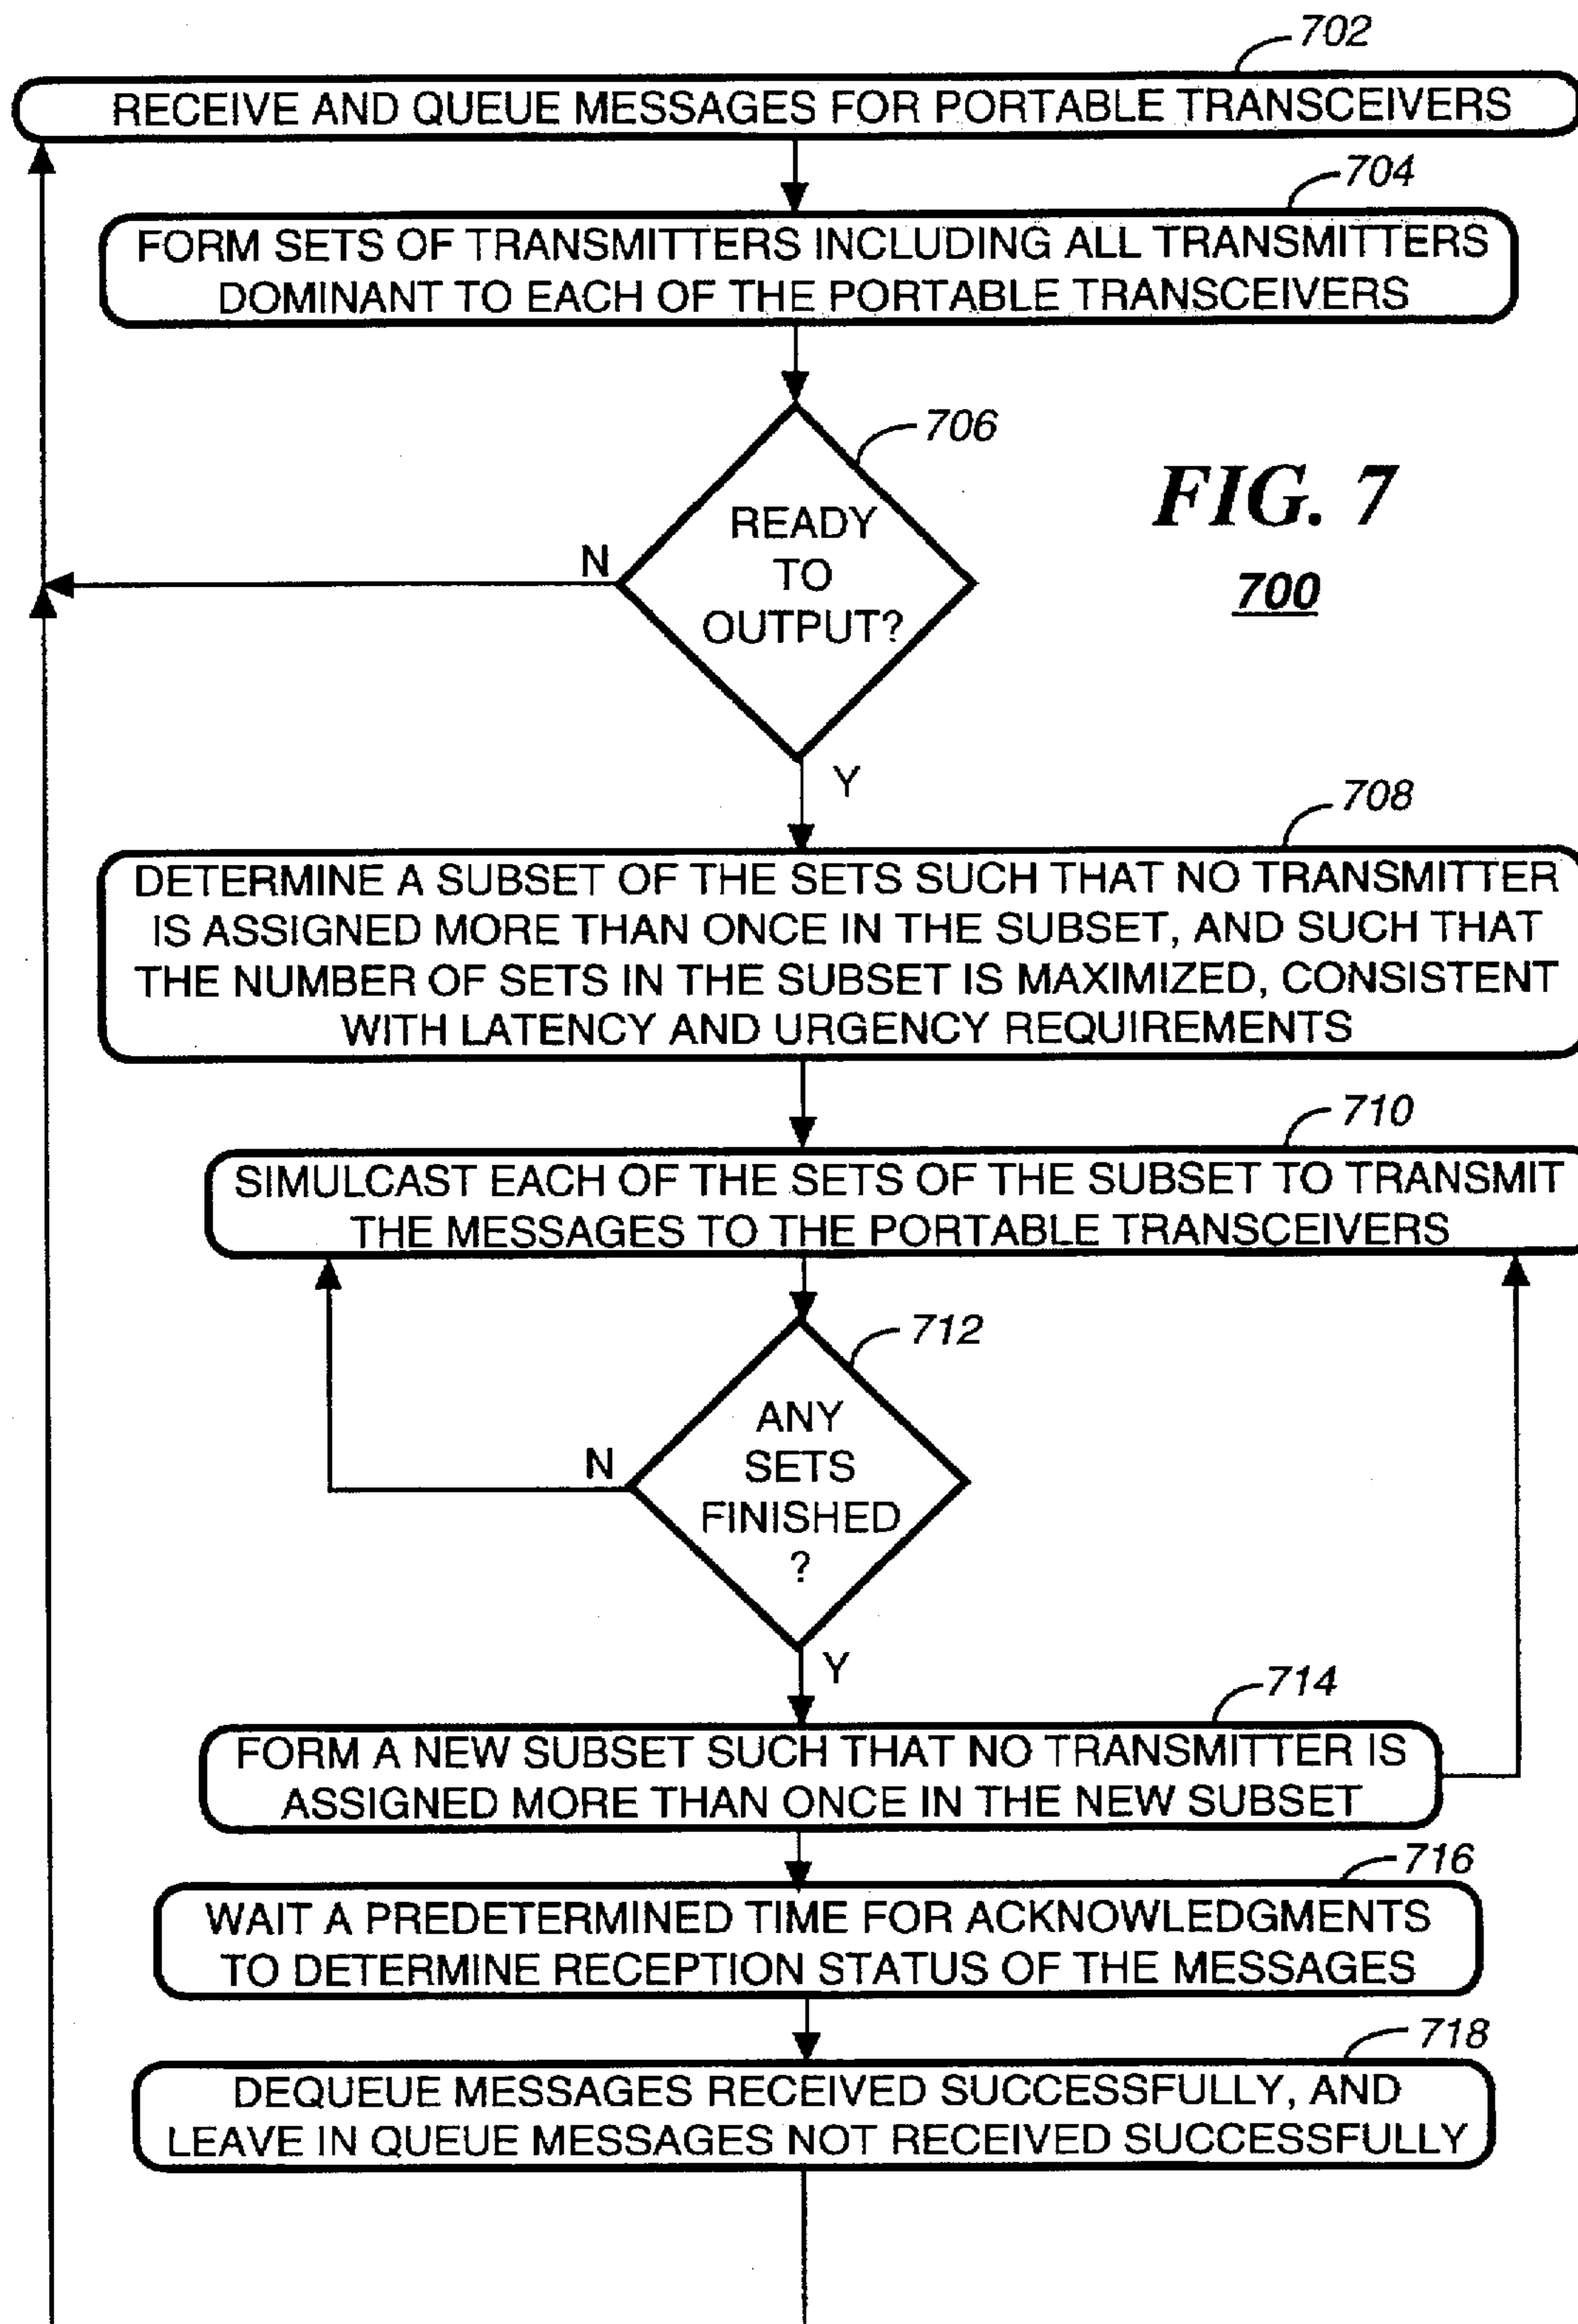 702
RECEIVE AND QUEUE MESSAGES FOR PORTABLE TRANSCEIVERS
704
FORM SETS OF TRANSMITTERS INCLUDING ALL TRANSMITTERS
DOMINANT TO EACH OF THE PORTABLE TRANSCEIVERS
706
READY
TO
OUTPUT?
N
Y
FIG. 7
700
708
DETERMINE A SUBSET OF THE SETS SUCH THAT NO TRANSMITTER
IS ASSIGNED MORE THAN ONCE IN THE SUBSET, AND SUCH THAT
THE NUMBER OF SETS IN THE SUBSET IS MAXIMIZED, CONSISTENT
WITH LATENCY AND URGENCY REQUIREMENTS
710
SIMULCAST EACH OF THE SETS OF THE SUBSET TO TRANSMIT
THE MESSAGES TO THE PORTABLE TRANSCEIVERS
712
ANY
SETS
FINISHED
?
N
Y
714
FORM A NEW SUBSET SUCH THAT NO TRANSMITTER IS
ASSIGNED MORE THAN ONCE IN THE NEW SUBSET
716
WAIT A PREDETERMINED TIME FOR ACKNOWLEDGMENTS
TO DETERMINE RECEPTION STATUS OF THE MESSAGES
718
DEQUEUE MESSAGES RECEIVED SUCCESSFULLY, AND
LEAVE IN QUEUE MESSAGES NOT RECEIVED SUCCESSFULLY